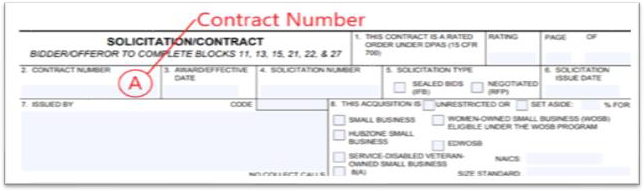 Contract Number
SOLICITATION/CONTRACT
BIDDER/OFFEROR TO COMPLETE BLOCKS 11, 13, 15, 21, 22, & 27
1. THIS CONTRACT IS A RATED
ORDER UNDER DPAS (15 CFR
700)
RATING
PAGE OF
2. CONTRACT NUMBER
A
3. AWARD/EFFECTIVE
DATE
4. SOLICITATION NUMBER
5. SOLICITATION TYPE
SEALED BIDS
(IFB)
NEGOTIATED
(RFP)
6. SOLICITATION
ISSUE DATE
7. ISSUED BY CODE
8. THIS ACQUISITION IS UNRESTRICTED OR SET ASIDE: % FOR:
SMALL BUSINESS
HUBZONE SMALL
BUSINESS
SERVICE-DISABLED VETERAN-
OWNED SMALL BUSINESS
8(A)
WOMEN-OWNED SMALL BUSINESS (WOSB)
ELIGIBLE UNDER THE WOSB PROGRAM
EDWOSB
NAICS:
SIZE STANDARD:
NO COLLECT CALLS